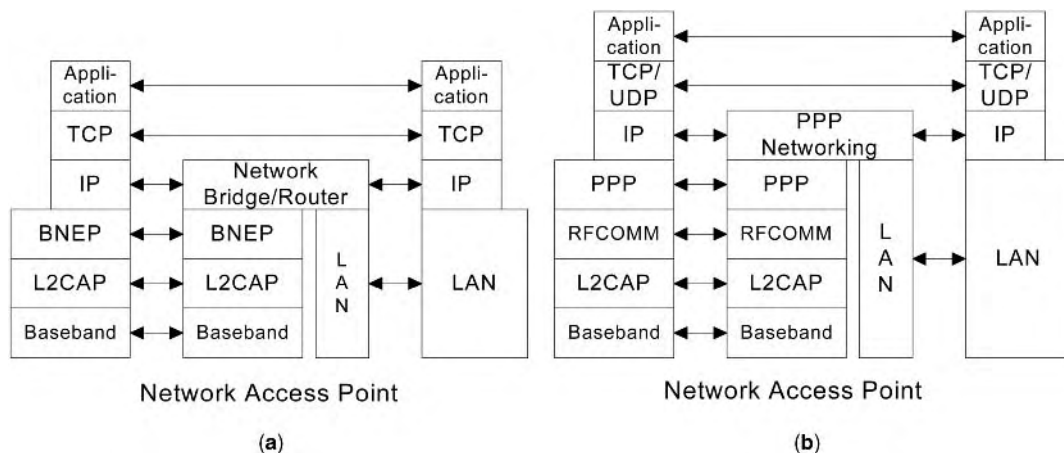 Appli-
cation
TCP
IP
BNEP
L2CAP
Baseband
Network
Bridge/Router
BNEP
L2CAP
Baseband
L
A
N
Appli-
cation
TCP
IP
LAN
Network Access Point
(a)
Appli-
cation
TCP/
UDP
IP
PPP
RFCOMM
L2CAP
Baseband
PPP
Networking
PPP
RFCOMM
L2CAP
Baseband
L
A
N
Appli-
cation
TCP/
UDP
IP
LAN
Network Access Point
(b)